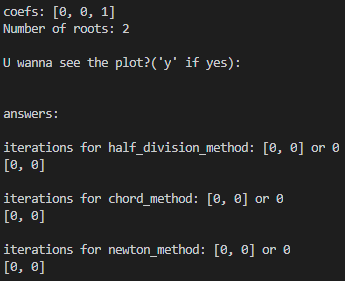 coefs: [0, 0, 1]
Number of roots: 2
U wanna see the plot?('y' if yes):
answers:
iterations for half_division_method: [0, 0] or 0
[0, 0]
iterations for chord_method: [0, 0] or 0
[0, 0]
iterations for newton_method: [0, 0] or 0
[0, 0]